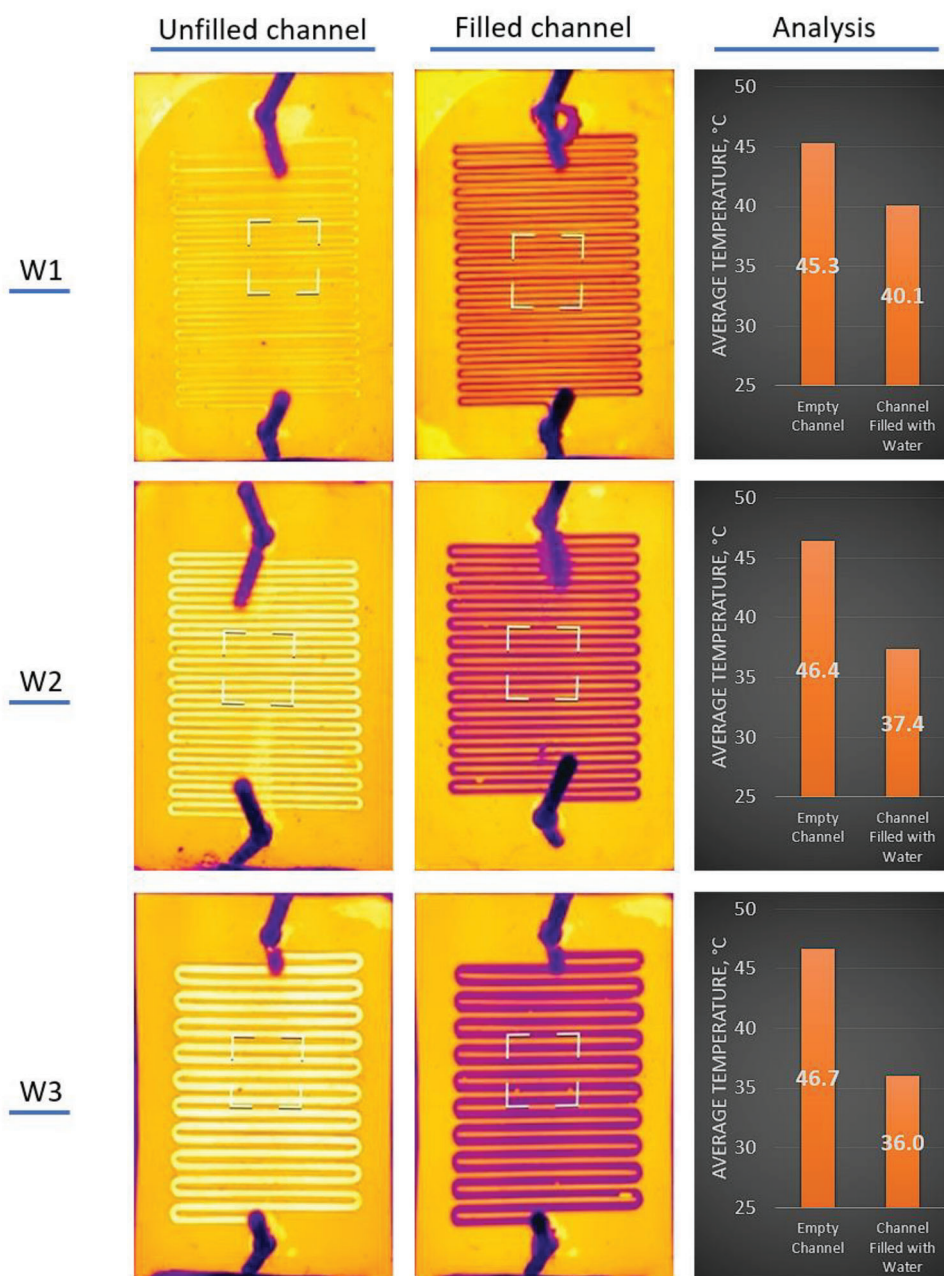 Unfilled channel
Filled channel
Analysis
W1
AVERAGE TEMPERATURE, °C
50
45
40
35
30
25
45.3
40.1
Empty
Channel
Channel
Filled with
Water
W2
AVERAGE TEMPERATURE, °C
50
45
40
35
30
25
46.4
37.4
Empty
Channel
Channel
Filled with
Water
W3
AVERAGE TEMPERATURE, °C
50
45
40
35
30
25
46.7
36.0
Empty
Channel
Channel
Filled with
Water